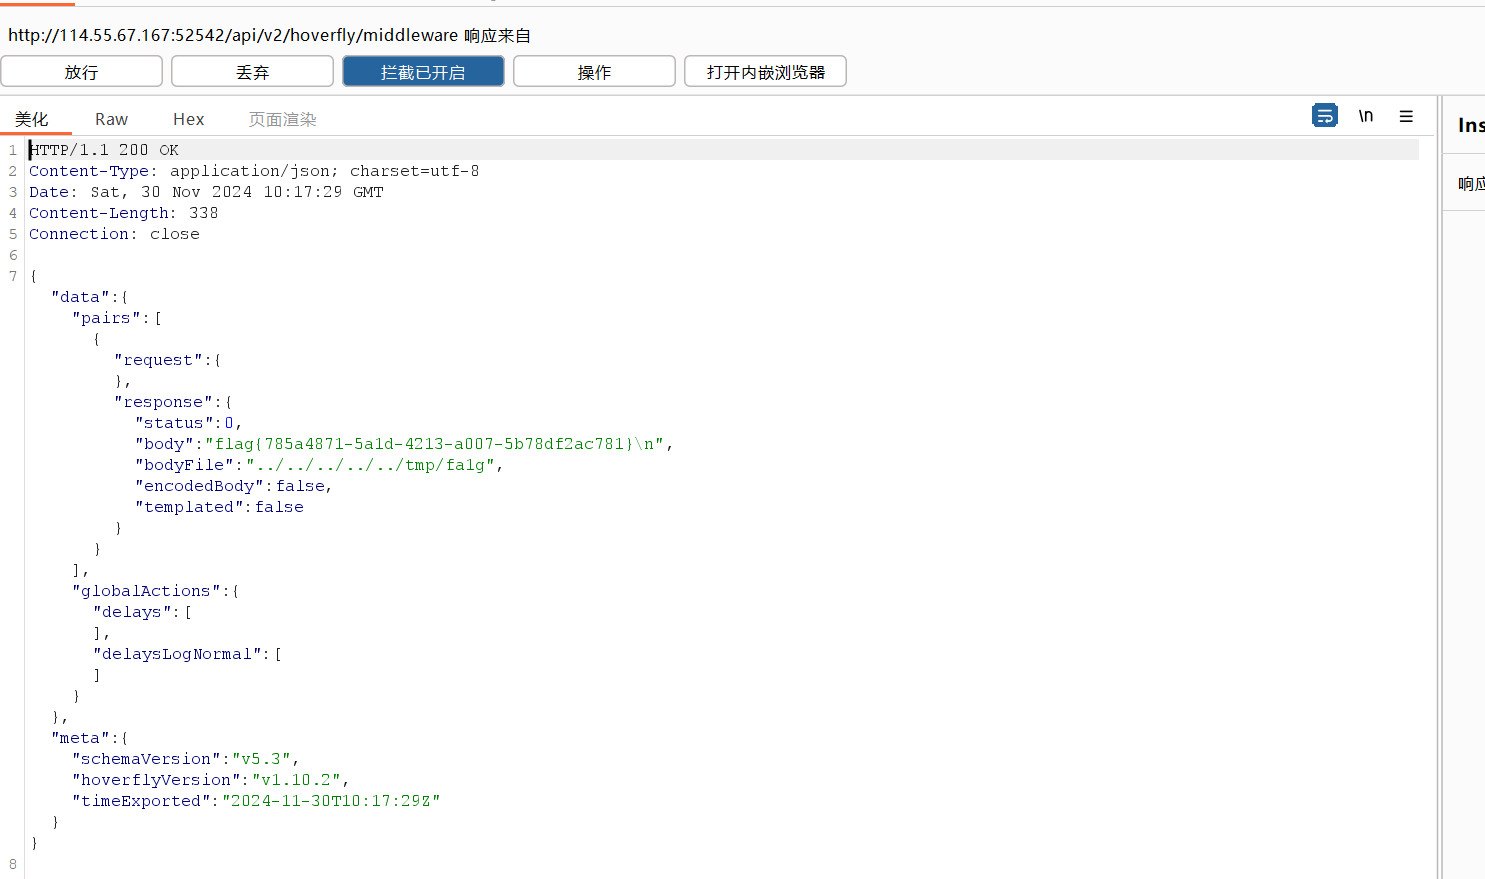 http://114.55.67.167:52542/api/v2/hoverfly/middleware 响应来自
放行 丢弃 拦截已开启 操作 打开内嵌浏览器
美化 Raw Hex 页面渲染 \n Ins
响应
1 HTTP/1.1 200 OK
2 Content-Type: application/json; charset=utf-8
3 Date: Sat, 30 Nov 2024 10:17:29 GMT
4 Content-Length: 338
5 Connection: close
6
7 {
"data":{
"pairs":[
{
"request":{
},
"response":{
"status":0,
"body":"flag{785a4871-5a1d-4213-a007-5b78df2ac781}\n",
"bodyFile":"../../../../../tmp/fa1g",
"encodedBody":false,
"templated":false
}
}
],
"globalActions":{
"delays":[
],
"delaysLogNormal":[
]
}
},
"meta":{
"schemaVersion":"v5.3",
"hoverflyVersion":"v1.10.2",
"timeExported":"2024-11-30T10:17:29Z"
}
}
8